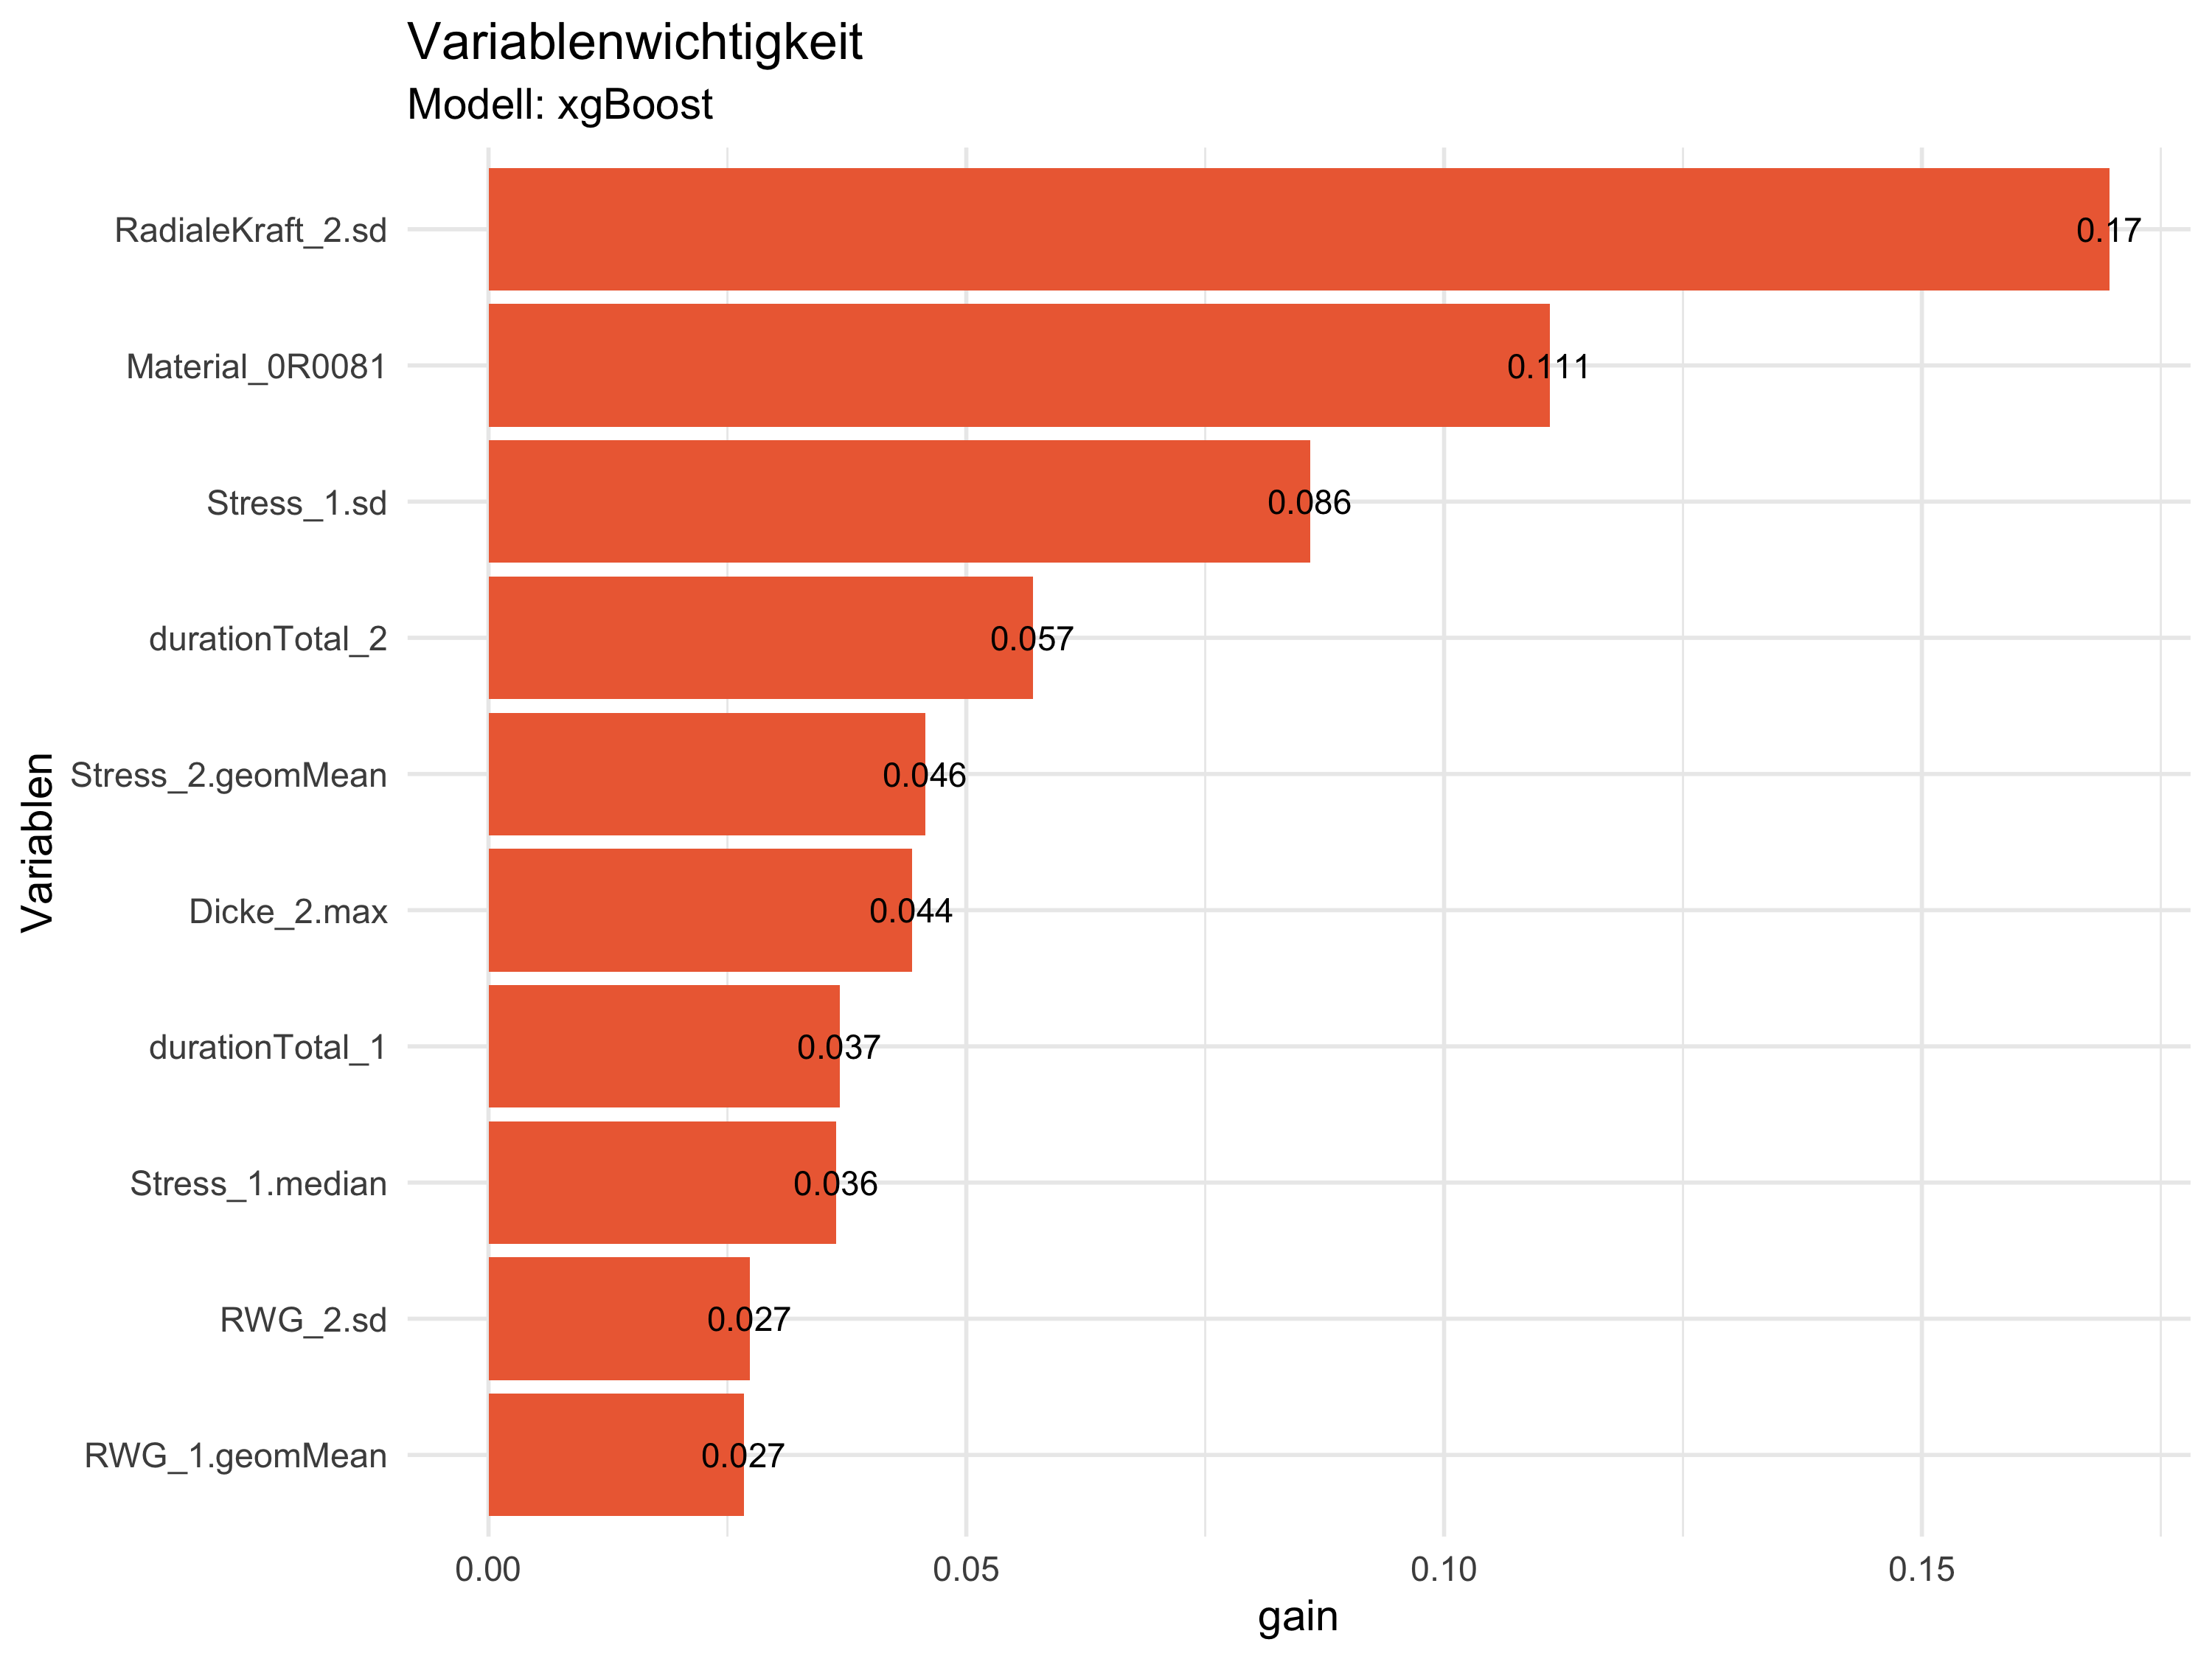 Variablenwichtigkeit
Modell: xgBoost
Variablen
RadialeKraft_2.sd 0.17
Material_0R0081 0.111
Stress_1.sd 0.086
durationTotal_2 0.057
Stress_2.geomMean 0.046
Dicke_2.max 0.044
durationTotal_1 0.037
Stress_1.median 0.036
RWG_2.sd 0.027
RWG_1.geomMean 0.027
0.00 0.05 0.10 0.15
gain